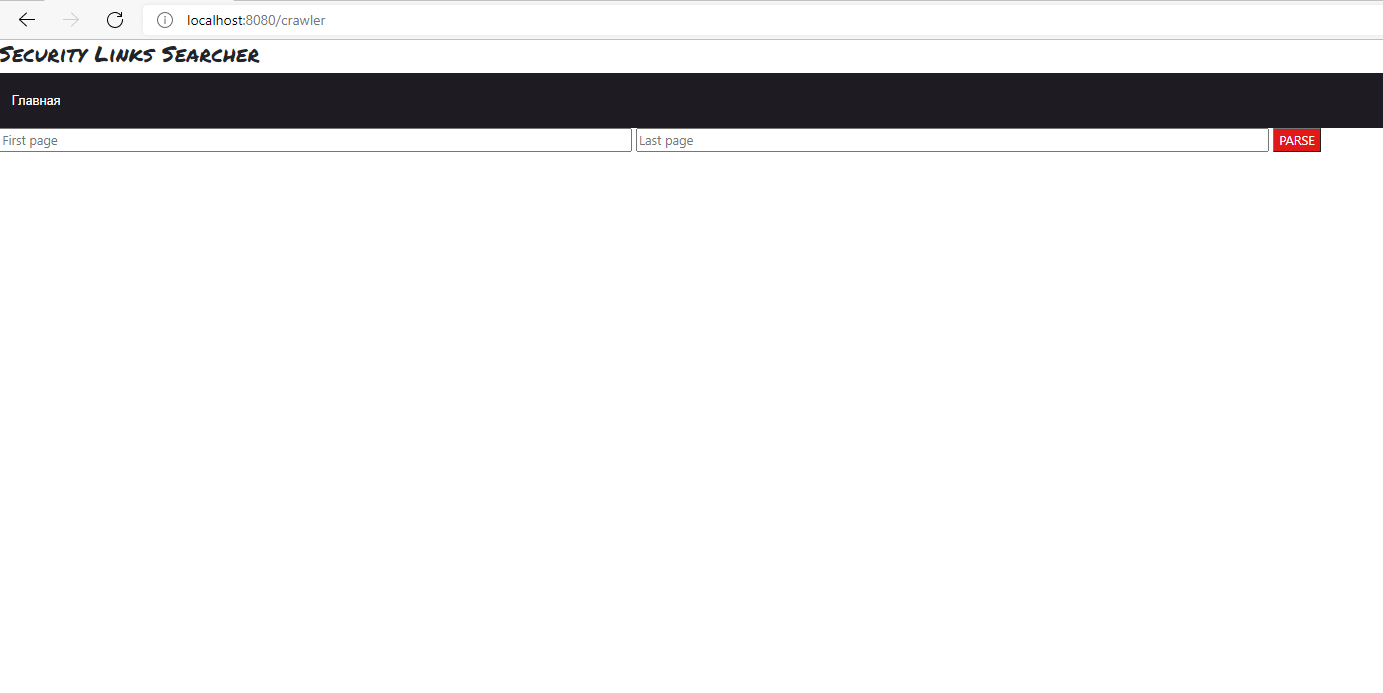 localhost:8080/crawler
Security Links Searcher
Главная
First page Last page PARSE